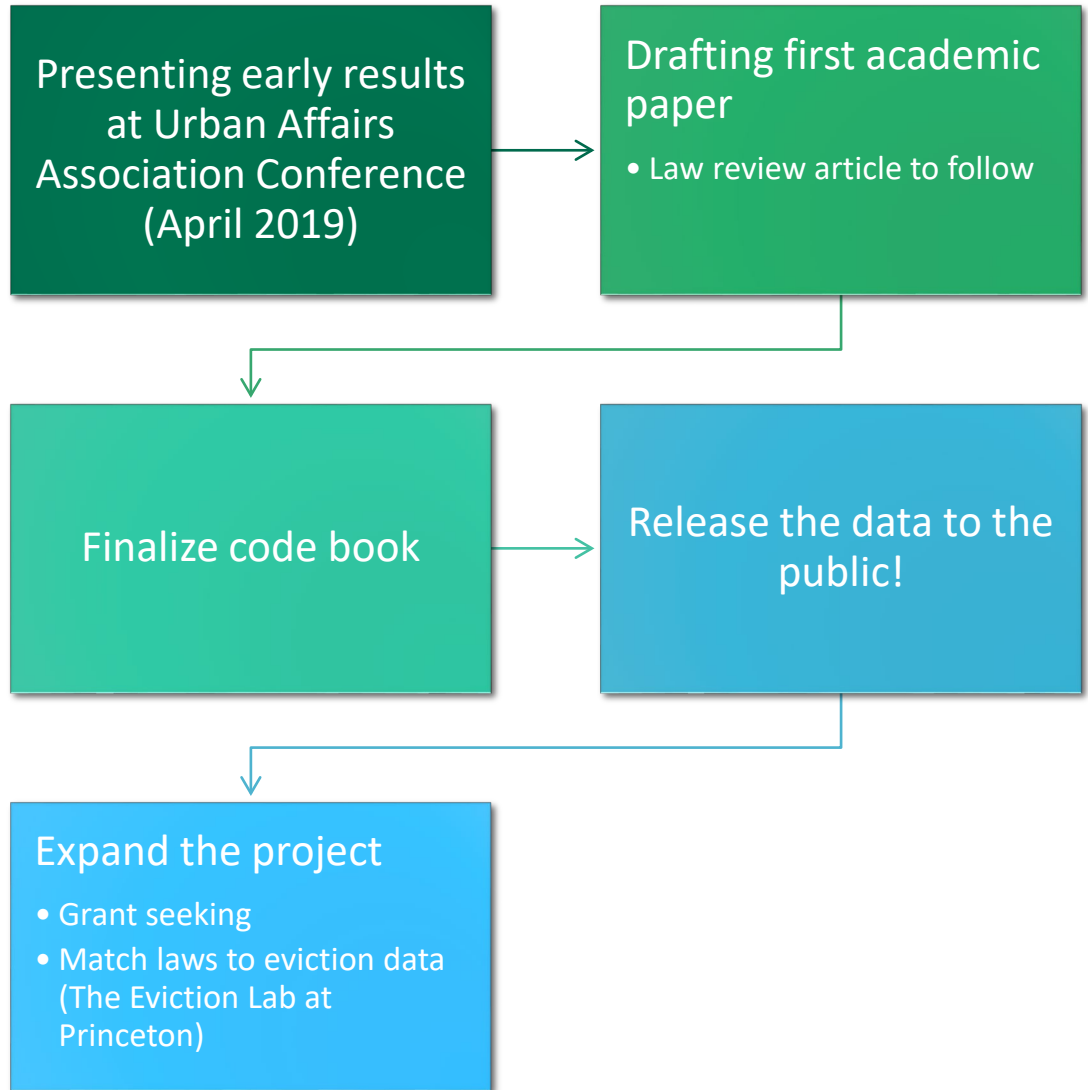 Presenting early results
at Urban Affairs
Association Conference
(April 2019)
Drafting first academic
paper
• Law review article to follow
Finalize code book
Release the data to the
public!
Expand the project
• Grant seeking
• Match laws to eviction data
(The Eviction Lab at
Princeton)